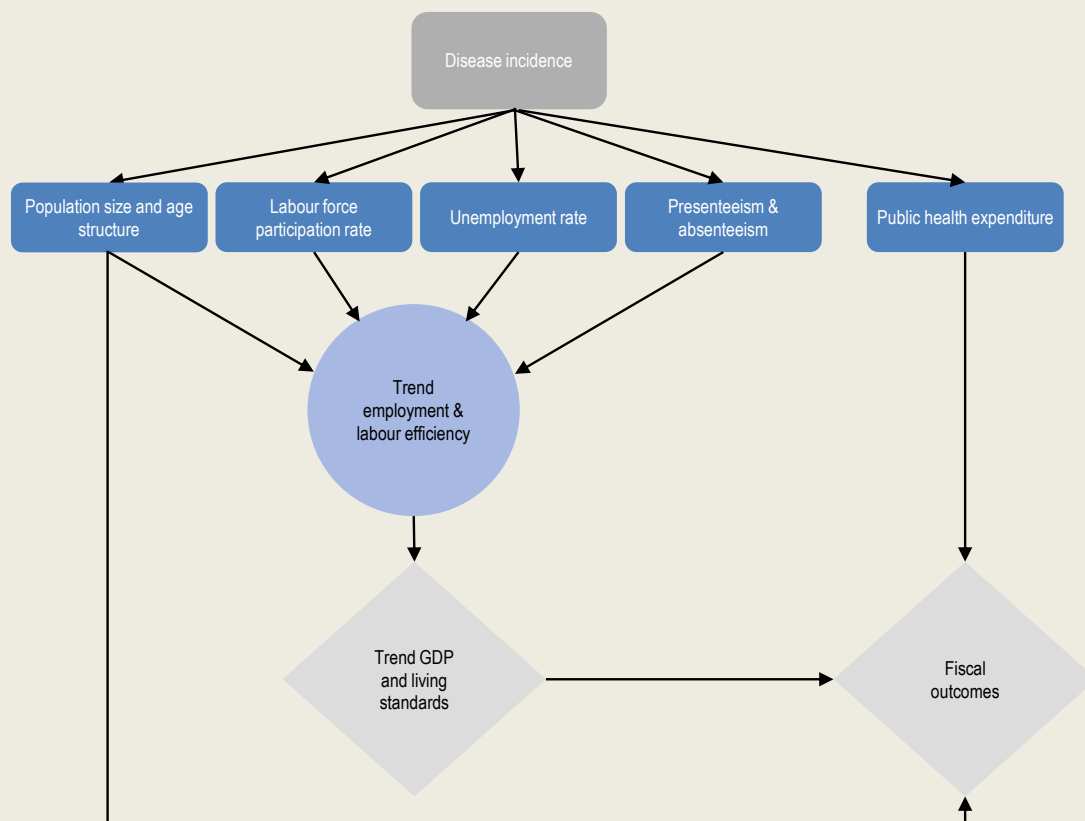 Disease incidence
Population size and age
structure
Labour force
participation rate
Unemployment rate
Presenteeism &
absenteeism
Public health expenditure
Trend
employment &
labour efficiency
Trend GDP
and living
standards
Fiscal
outcomes